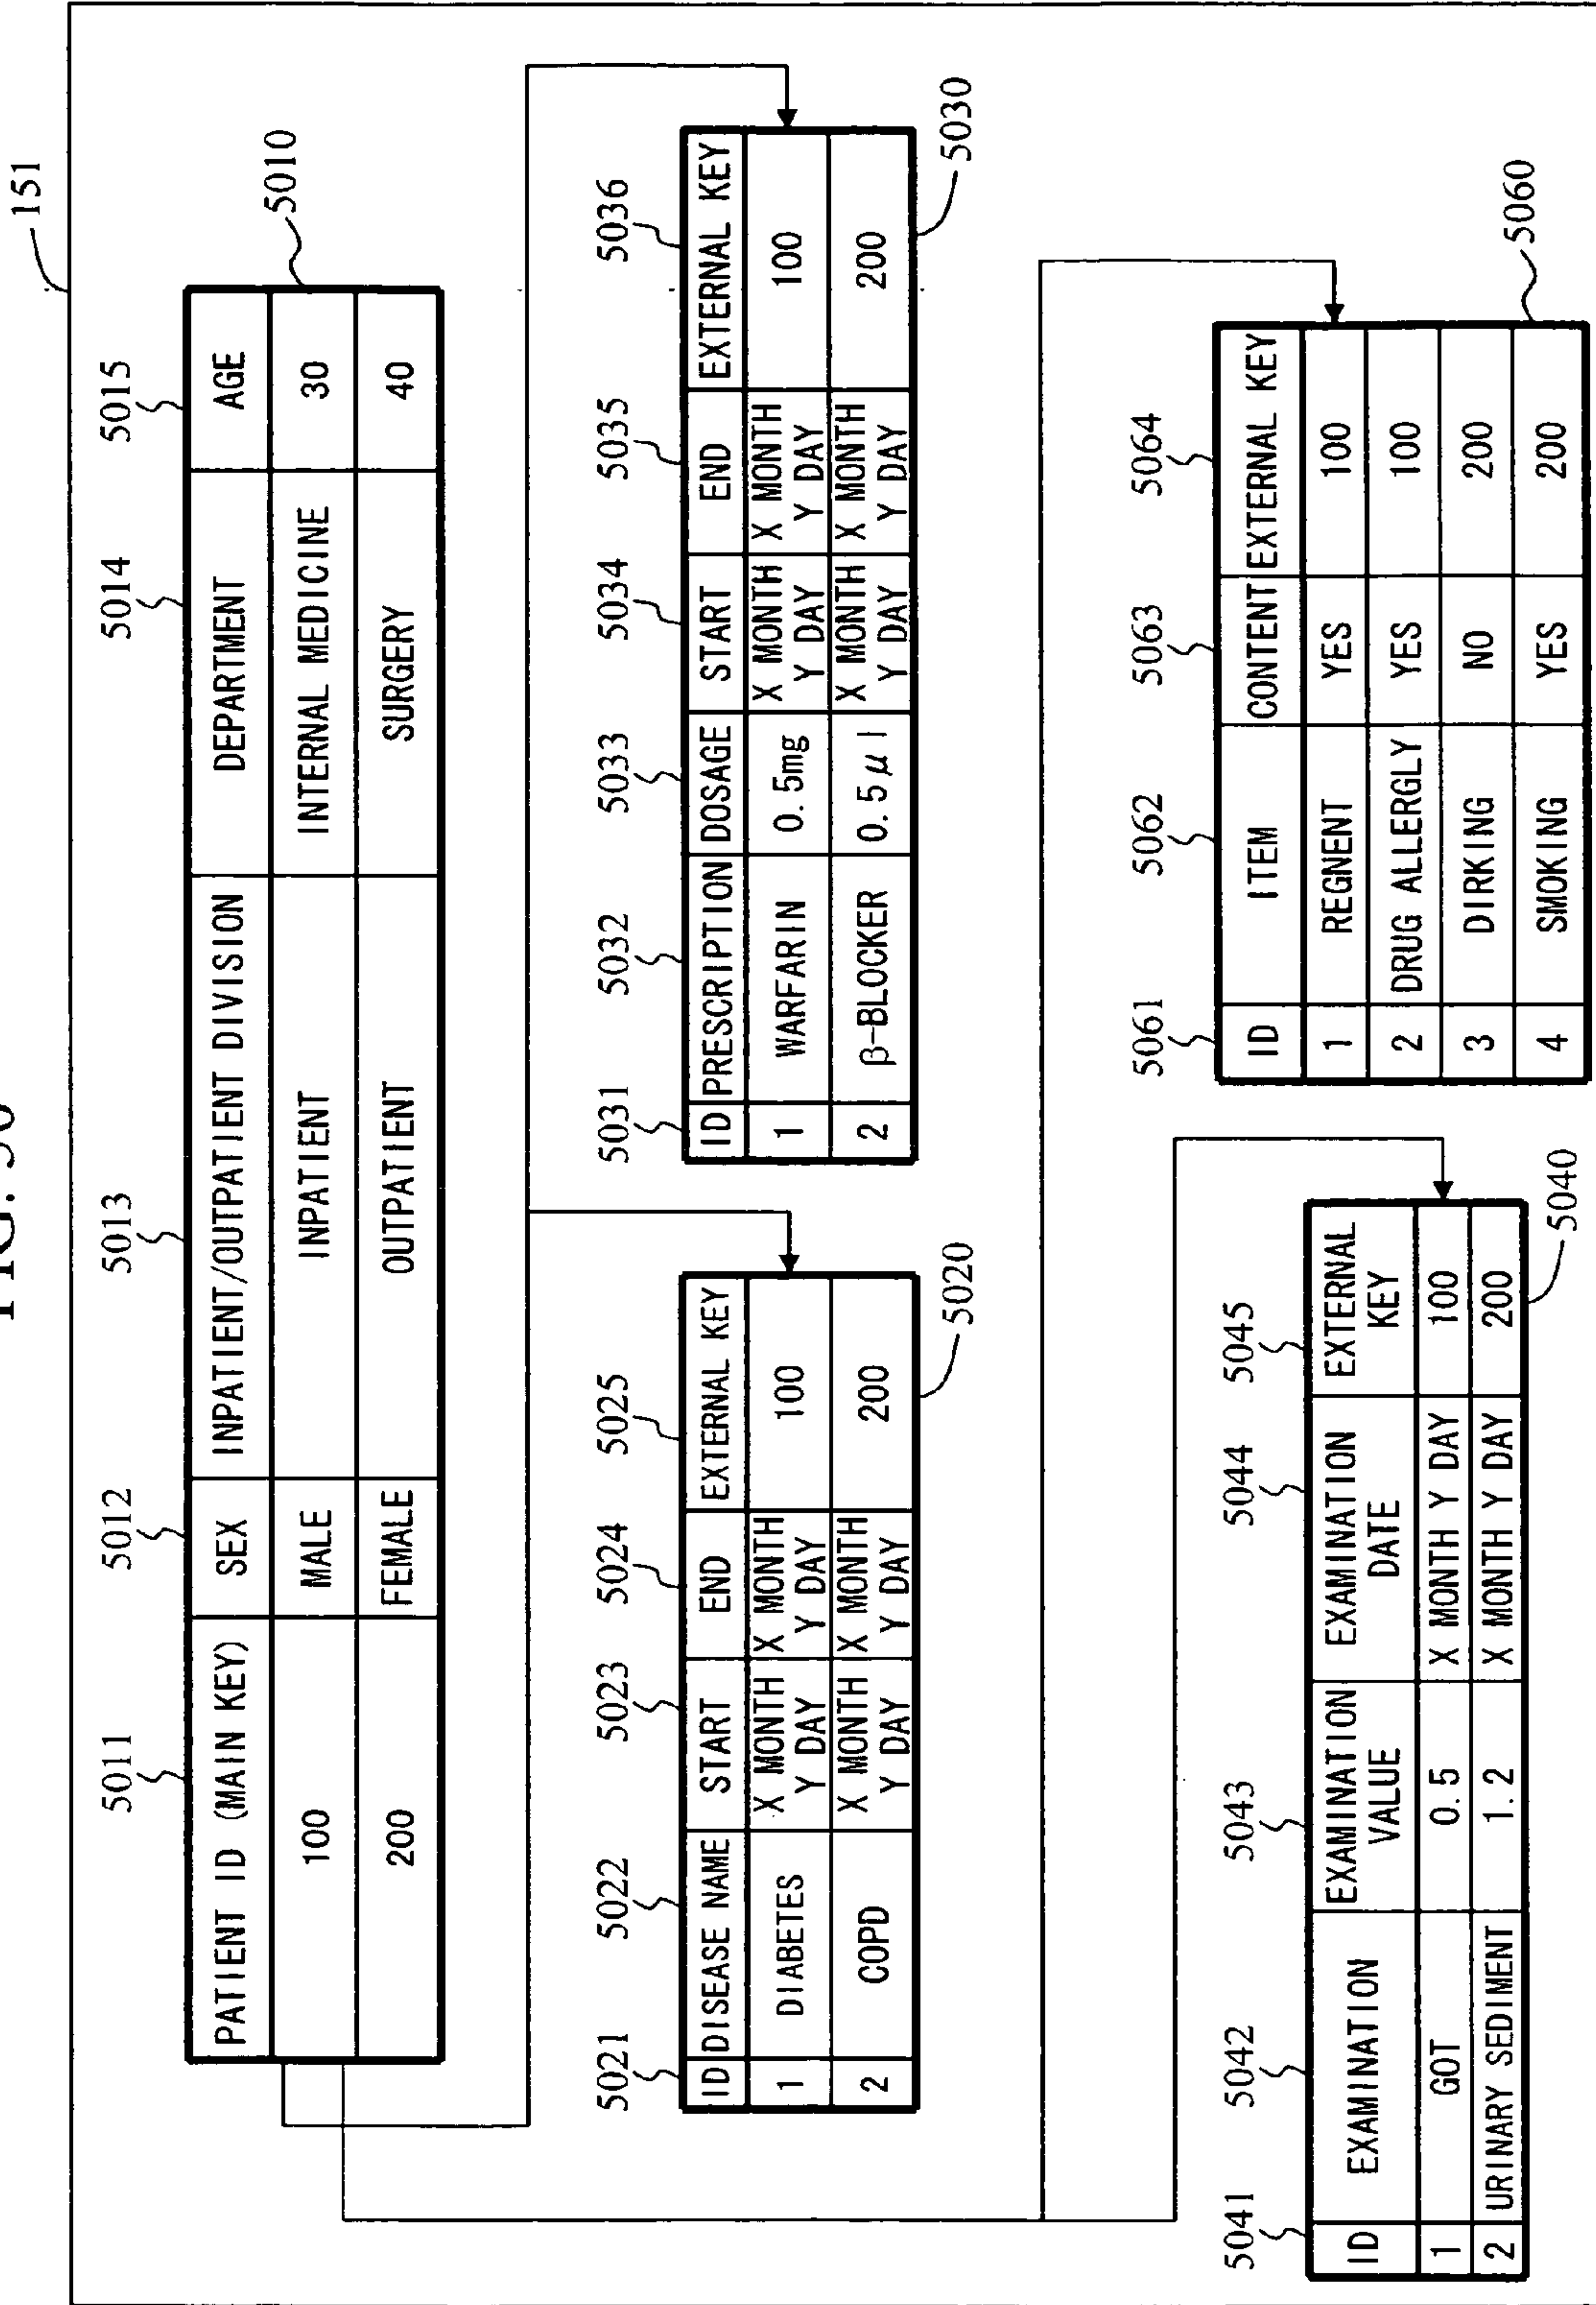 151
5011 5012 5013 5014 5015
PATIENT ID (MAIN KEY) SEX INPATIENT/OUTPATIENT DIVISION DEPARTMENT AGE
100 MALE INPATIENT INTERNAL MEDICINE 30
200 FEMALE OUTPATIENT SURGERY 40
5010
5021 5022 5023 5024 5025
ID DISEASE NAME START END EXTERNAL KEY
1 DIABETES X MONTH Y DAY X MONTH Y DAY 100
2 COPD X MONTH Y DAY X MONTH Y DAY 200
5020
5031 5032 5033 5034 5035 5036
ID PRESCRIPTION DOSAGE START END EXTERNAL KEY
1 WARFARIN 0.5mg X MONTH Y DAY X MONTH Y DAY 100
2 β-BLOCKER 0.5μl X MONTH Y DAY X MONTH Y DAY 200
5030
5041 5042 5043 5044 5045
ID EXAMINATION EXAMINATION VALUE EXAMINATION DATE EXTERNAL KEY
1 GOT 0.5 X MONTH Y DAY 100
2 URINARY SEDIMENT 1.2 X MONTH Y DAY 200
5040
5061 5062 5063 5064
ID ITEM CONTENT EXTERNAL KEY
1 REGNENT YES 100
2 DRUG ALLERGLY YES 100
3 DIRKING NO 200
4 SMOKING YES 200
5060